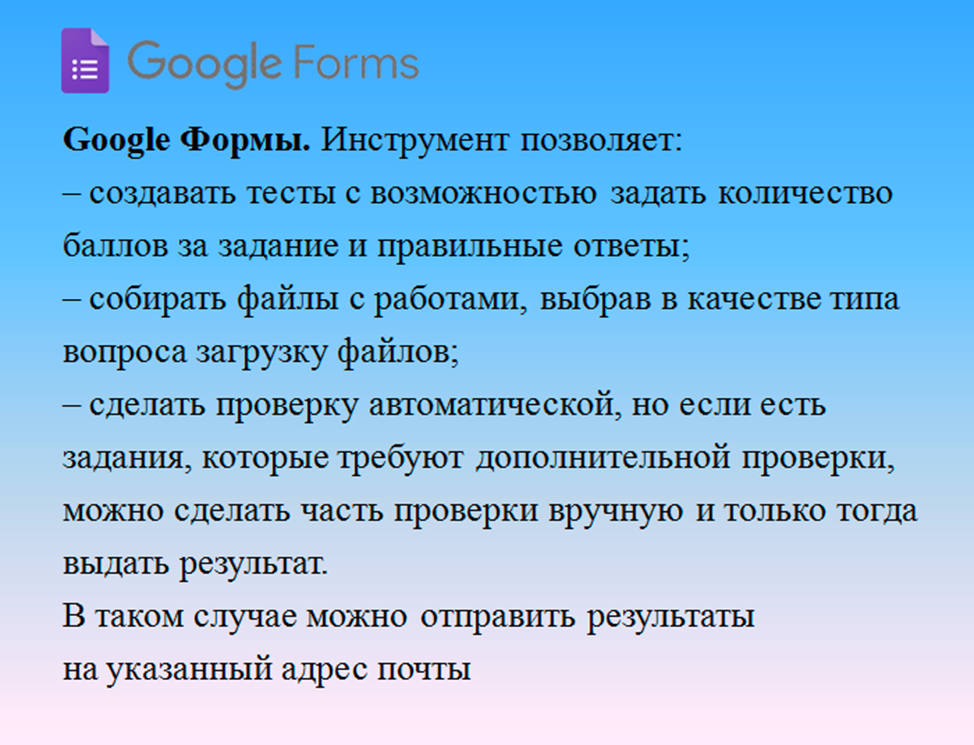 Google Forms
Google Формы. Инструмент позволяет:
– создавать тесты с возможностью задать количество
баллов за задание и правильные ответы;
– собирать файлы с работами, выбрав в качестве типа
вопроса загрузку файлов;
– сделать проверку автоматической, но если есть
задания, которые требуют дополнительной проверки,
можно сделать часть проверки вручную и только тогда
выдать результат.
В таком случае можно отправить результаты
на указанный адрес почты